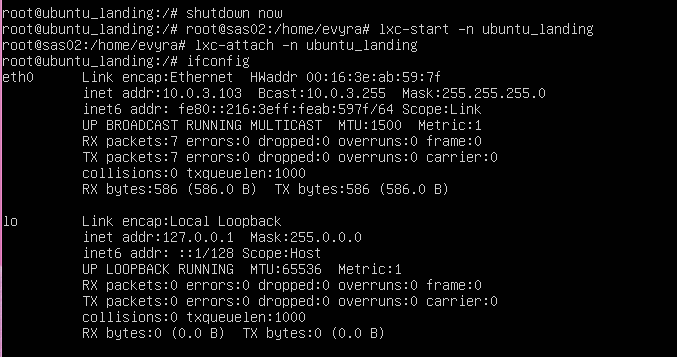 root@ubuntu_landing:/# shutdown now
root@ubuntu_landing:/# root@sas02:/home/evyra# lxc-start -n ubuntu_landing
root@sas02:/home/evyra# lxc-attach -n ubuntu_landing
root@ubuntu_landing:/# ifconfig
eth0      Link encap:Ethernet  HWaddr 00:16:3e:ab:59:7f
          inet addr:10.0.3.103  Bcast:10.0.3.255  Mask:255.255.255.0
          inet6 addr: fe80::216:3eff:feab:597f/64 Scope:Link
          UP BROADCAST RUNNING MULTICAST  MTU:1500  Metric:1
          RX packets:7 errors:0 dropped:0 overruns:0 frame:0
          TX packets:7 errors:0 dropped:0 overruns:0 carrier:0
          collisions:0 txqueuelen:1000
          RX bytes:586 (586.0 B)  TX bytes:586 (586.0 B)
lo        Link encap:Local Loopback
          inet addr:127.0.0.1  Mask:255.0.0.0
          inet6 addr: ::1/128 Scope:Host
          UP LOOPBACK RUNNING  MTU:65536  Metric:1
          RX packets:0 errors:0 dropped:0 overruns:0 frame:0
          TX packets:0 errors:0 dropped:0 overruns:0 carrier:0
          collisions:0 txqueuelen:1000
          RX bytes:0 (0.0 B)  TX bytes:0 (0.0 B)